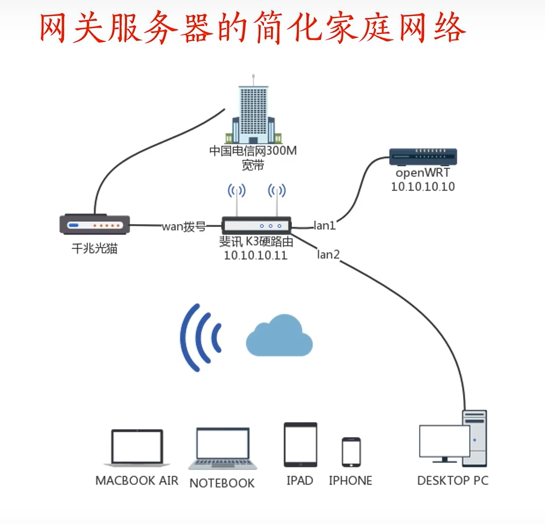 网关服务器的简化家庭网络
中国电信网300M
宽带
openWRT
10.10.10.10
千兆光猫
wan拨号
斐讯 K3硬路由
10.10.10.11
lan1
lan2
MACBOOK AIR
NOTEBOOK
IPAD
IPHONE
DESKTOP PC